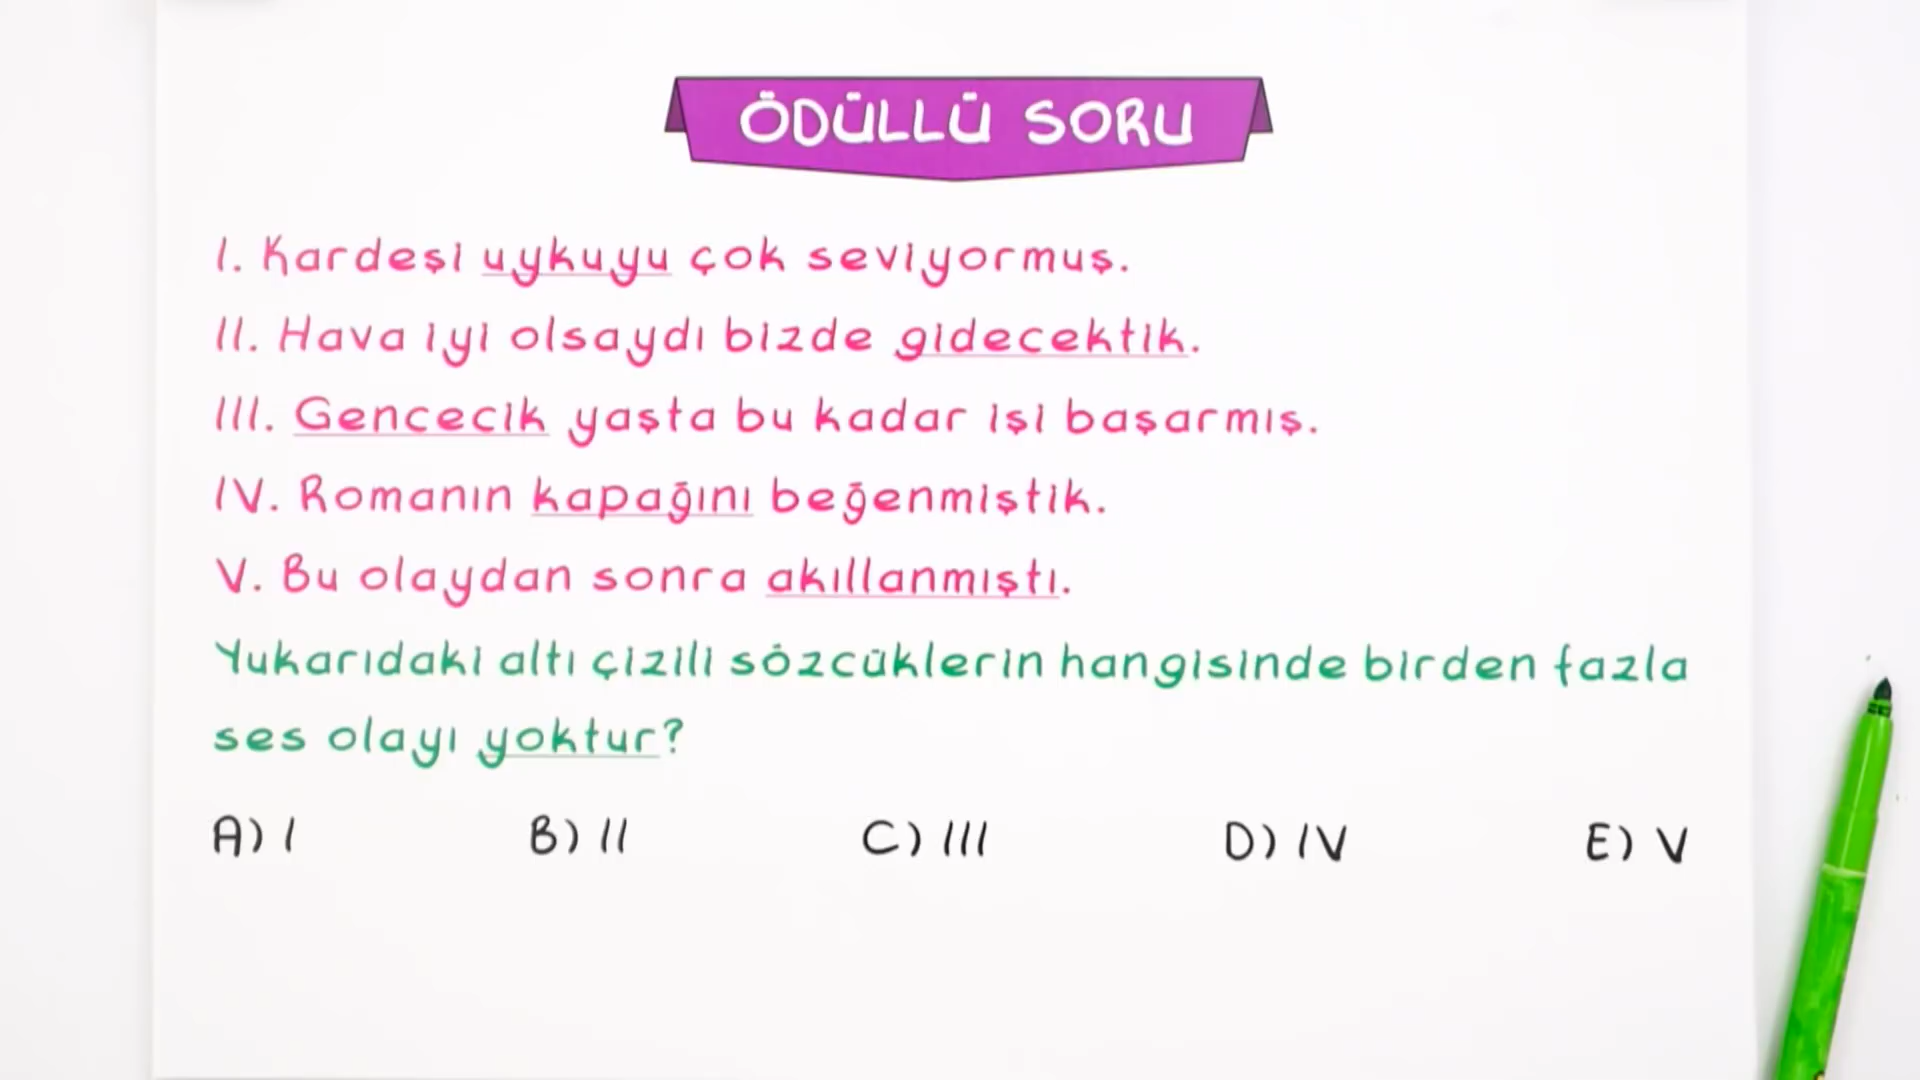 ÖDÜLLÜ SORU
I. Kardeşi uykuyu çok seviyormuş.
II. Hava iyi olsaydı bizde gidecektik.
III. Gencecik yaşta bu kadar işi başarmış.
IV. Romanın kapağını beğenmiştik.
V. Bu olaydan sonra akıllanmıştı.
Yukarıdaki altı çizili sözcüklerin hangisinde birden fazla
ses olayı yoktur?
A) I B) II C) III D) IV E) V